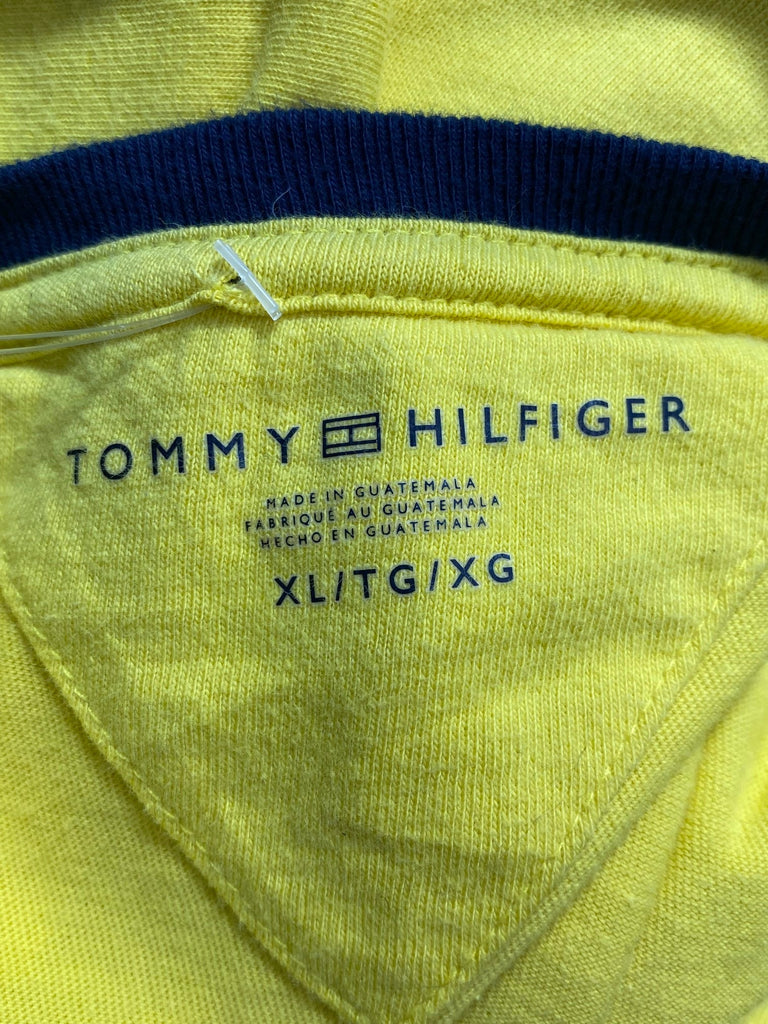 TOMMY HILFIGER
MADE IN GUATEMALA
FABRIQUÉ AU GUATEMALA
HECHO EN GUATEMALA
XL/TG/XG